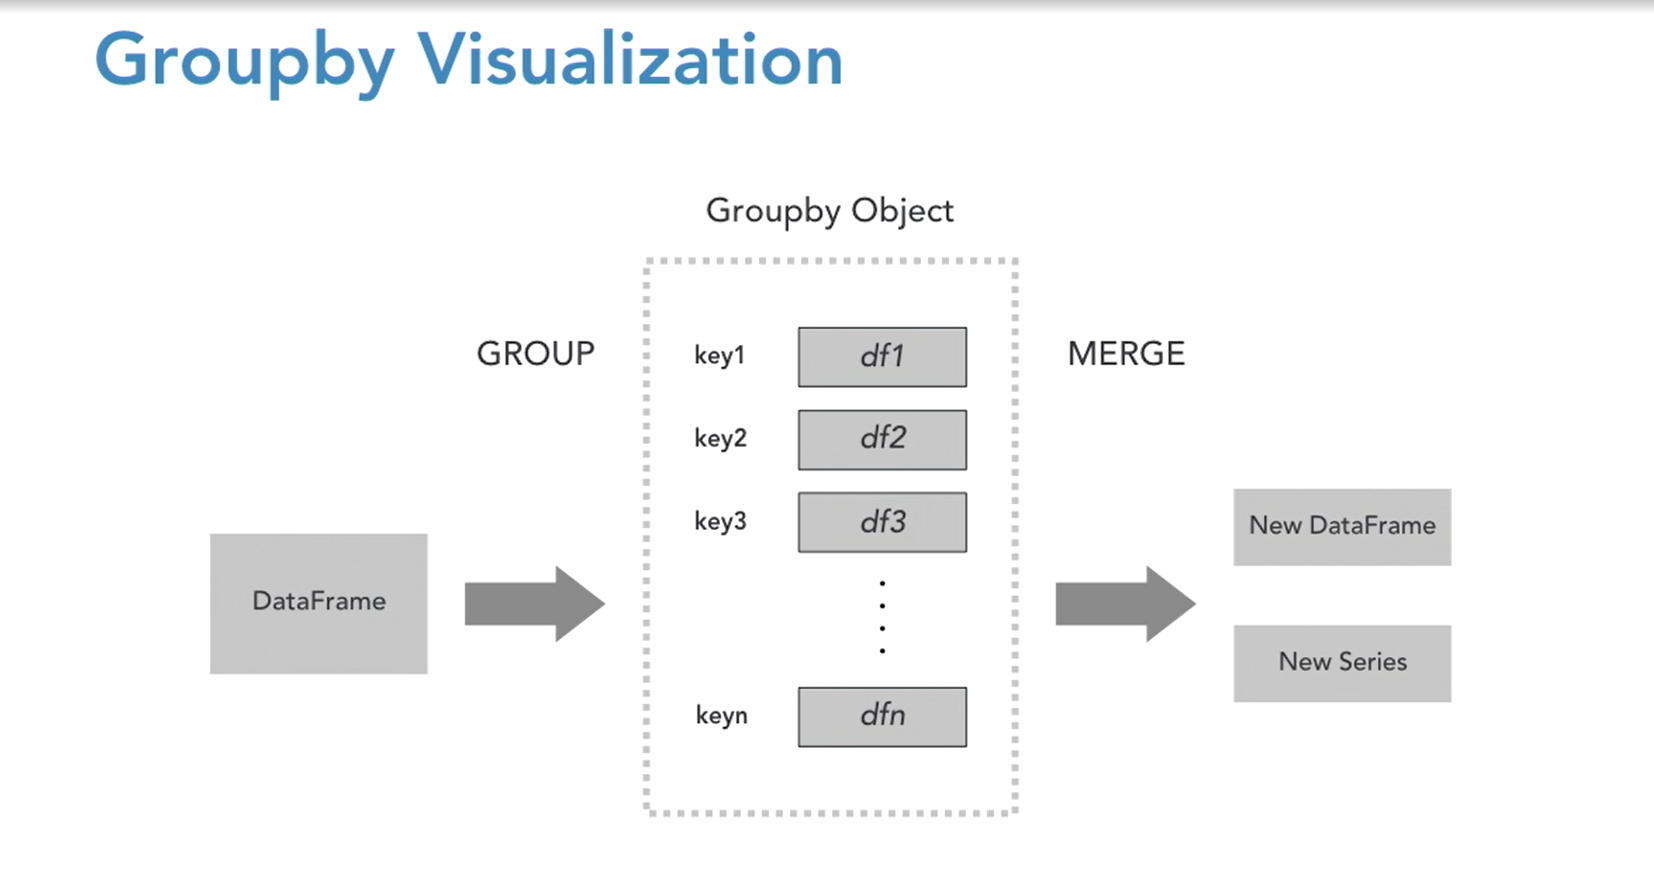 Groupby Visualization
Groupby Object
GROUP
MERGE
key1 df1
key2 df2
key3 df3
keyn dfn
DataFrame
New DataFrame
New Series